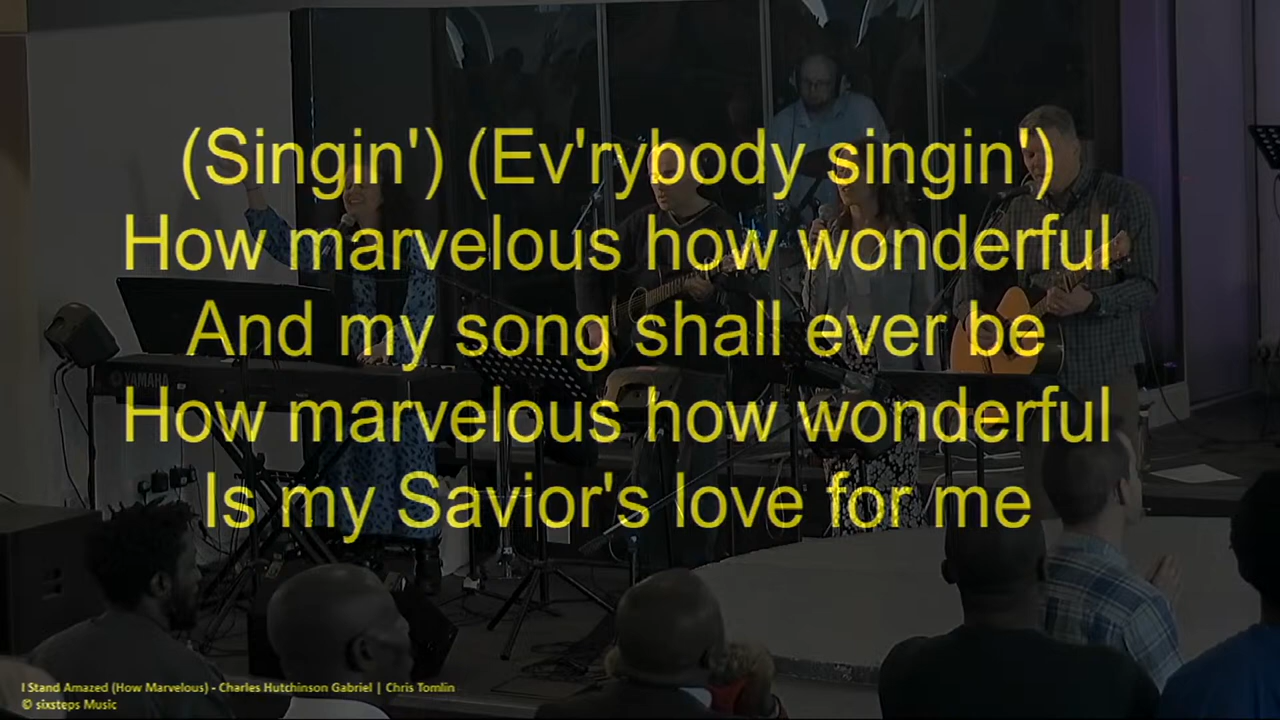 (Singin') (Ev'rybody singin')
How marvelous how wonderful
And my song shall ever be
How marvelous how wonderful
Is my Savior's love for me
YAMAHA
I Stand Amazed (How Marvelous) - Charles Hutchinson Gabriel | Chris Tomlin
© sixsteps Music